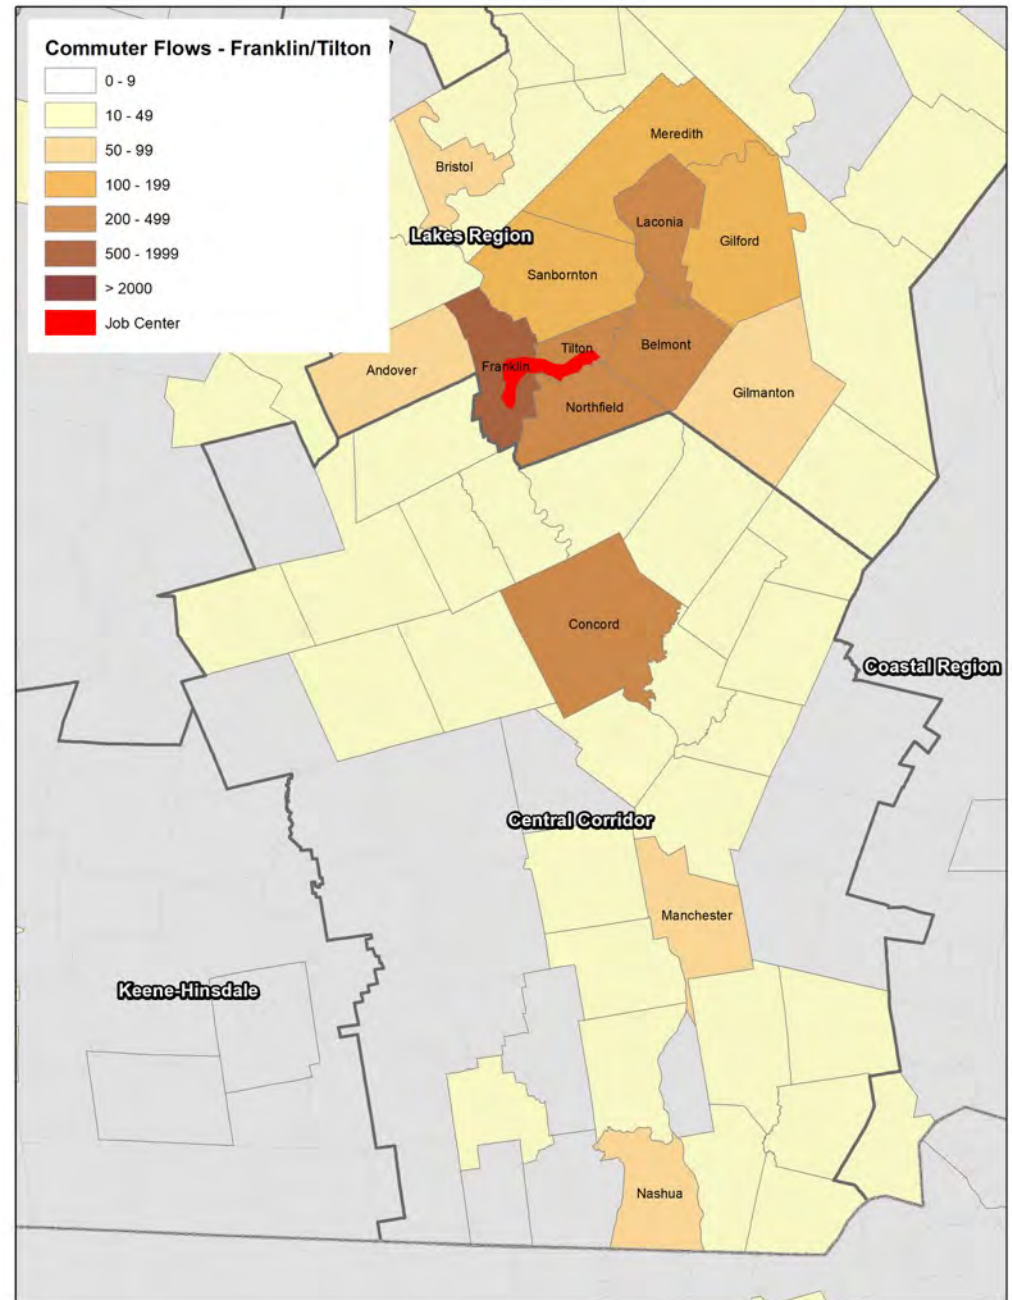 Commuter Flows - Franklin/Tilton
0 - 9
10 - 49
50 - 99
100 - 199
200 - 499
500 - 1999
> 2000
Job Center
Meredith
Bristol
Laconia
Lakes Region
Gilford
Sanbornton
Tilton
Belmont
Franklin
Andover
Gilmanton
Northfield
Concord
Coastal Region
Central Corridor
Manchester
Keene-Hinsdale
Nashua